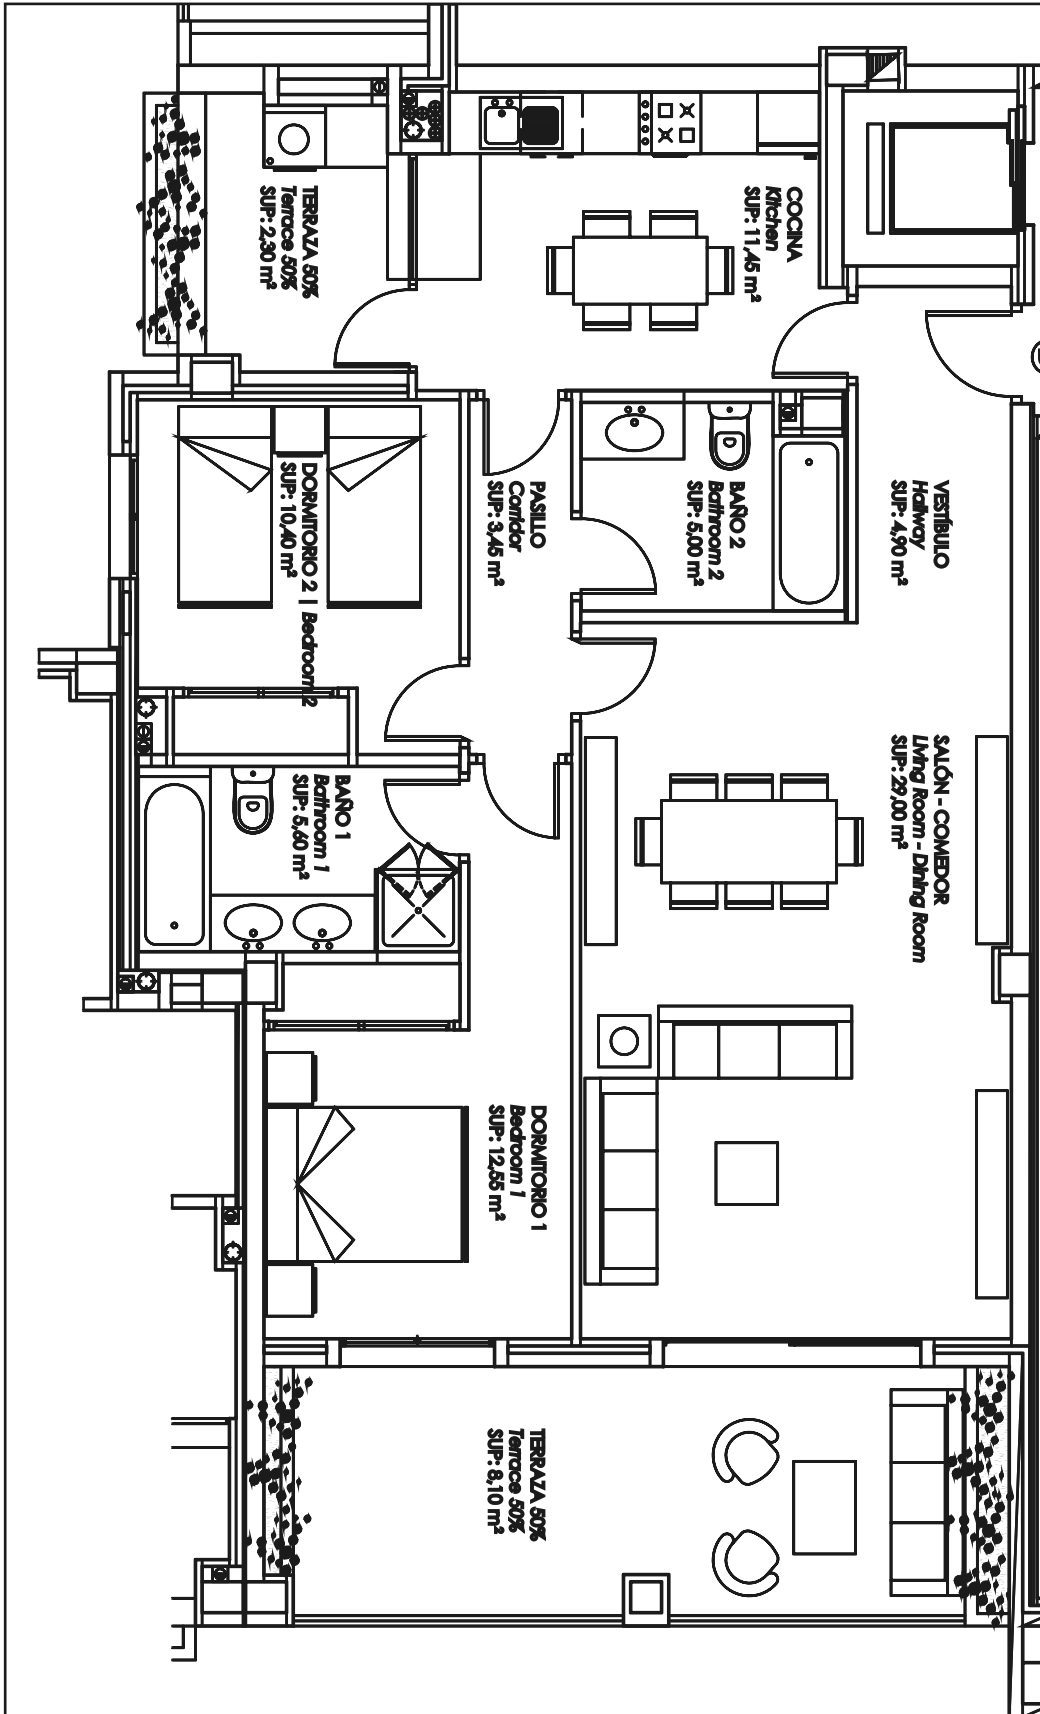 TERRAZA 50%
Terrace 50%
SUP: 2,30 m²
COCINA
Kitchen
SUP: 11,45 m²
DORMITORIO 2 | Bedroom 2
SUP: 10,40 m²
PASILLO
Corridor
SUP: 3,45 m²
BAÑO 2
Bathroom 2
SUP: 5,00 m²
VESTÍBULO
Hallway
SUP: 4,90 m²
BAÑO 1
Bathroom 1
SUP: 5,60 m²
SALÓN - COMEDOR
Living Room - Dining Room
SUP: 29,00 m²
DORMITORIO 1
Bedroom 1
SUP: 12,55 m²
TERRAZA 50%
Terrace 50%
SUP: 8,10 m²